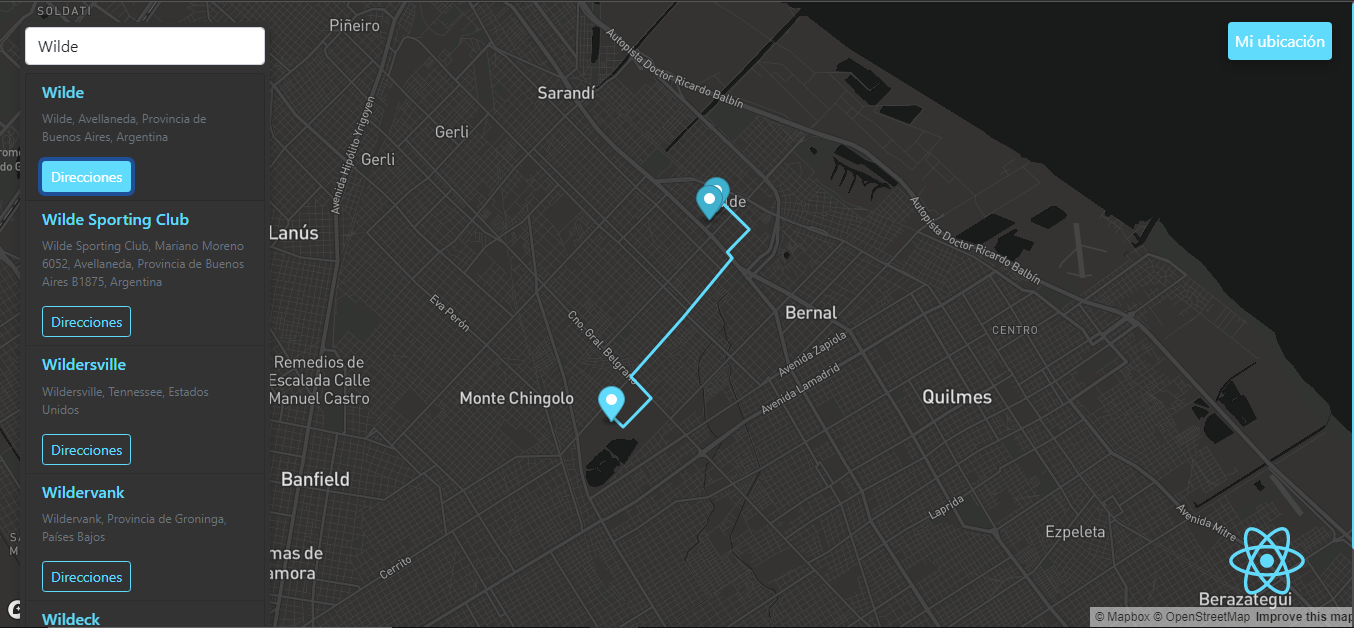 SOLDATI
Wilde
Wilde
Wilde, Avellaneda, Provincia de
Buenos Aires, Argentina
Direcciones
Wilde Sporting Club
Wilde Sporting Club, Mariano Moreno
6052, Avellaneda, Provincia de Buenos
Aires B1875, Argentina
Direcciones
Wildersville
Wildersville, Tennessee, Estados
Unidos
Direcciones
Wildervank
Wildervank, Provincia de Groninga,
Países Bajos
Direcciones
Wildeck
Mi ubicación
Piñeiro
Autopista Doctor Ricardo Balbín
Sarandí
Avenida Hipólito Yrigoyen
Gerli
Gerli
Lanús
Autopista Doctor Ricardo Balbín
Eva Perón
Cno. Gral. Belgrano
Bernal
CENTRO
Avenida Zapiola
Avenida Lamadrid
Remedios de
Escalada Calle
Manuel Castro
Monte Chingolo
Quilmes
Banfield
Laprida
Avenida Mitre
Ezpeleta
mas de
amora
Cerrito
Berazategui
© Mapbox © OpenStreetMap Improve this map